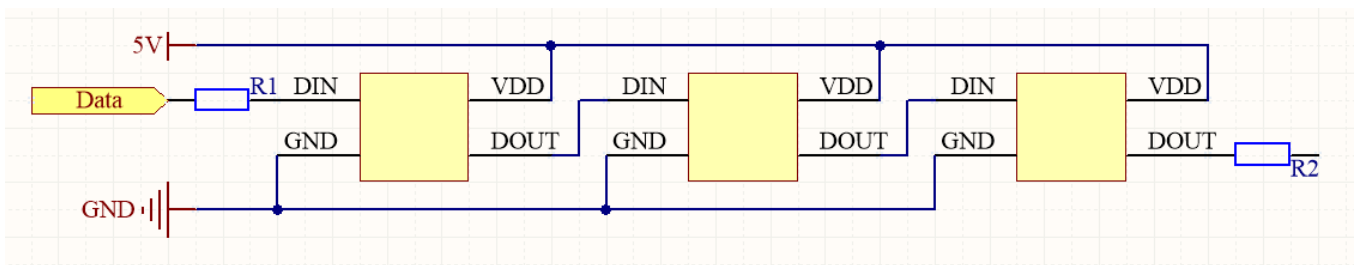 5V
Data
R1
DIN
VDD
DIN
VDD
DIN
VDD
GND
DOUT
GND
DOUT
GND
DOUT
R2
GND